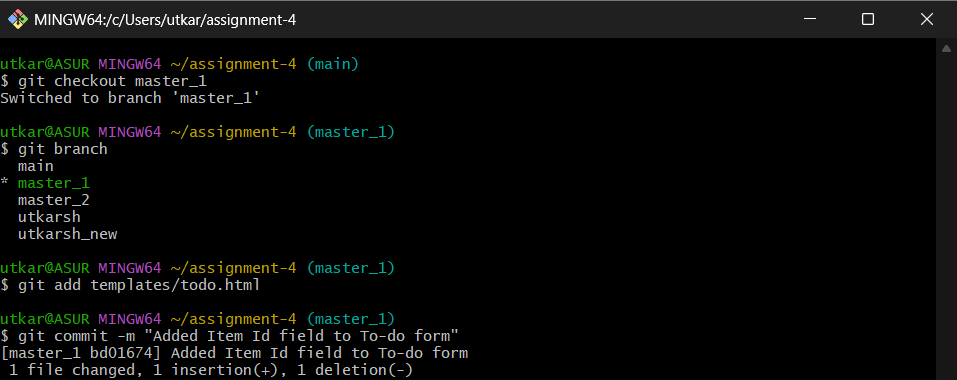 MINGW64:/c/Users/utkar/assignment-4
utkar@ASUR MINGW64 ~/assignment-4 (main)
$ git checkout master_1
Switched to branch 'master_1'
utkar@ASUR MINGW64 ~/assignment-4 (master_1)
$ git branch
  main
* master_1
  master_2
  utkarsh
  utkarsh_new
utkar@ASUR MINGW64 ~/assignment-4 (master_1)
$ git add templates/todo.html
utkar@ASUR MINGW64 ~/assignment-4 (master_1)
$ git commit -m "Added Item Id field to To-do form"
[master_1 bd01674] Added Item Id field to To-do form
 1 file changed, 1 insertion(+), 1 deletion(-)